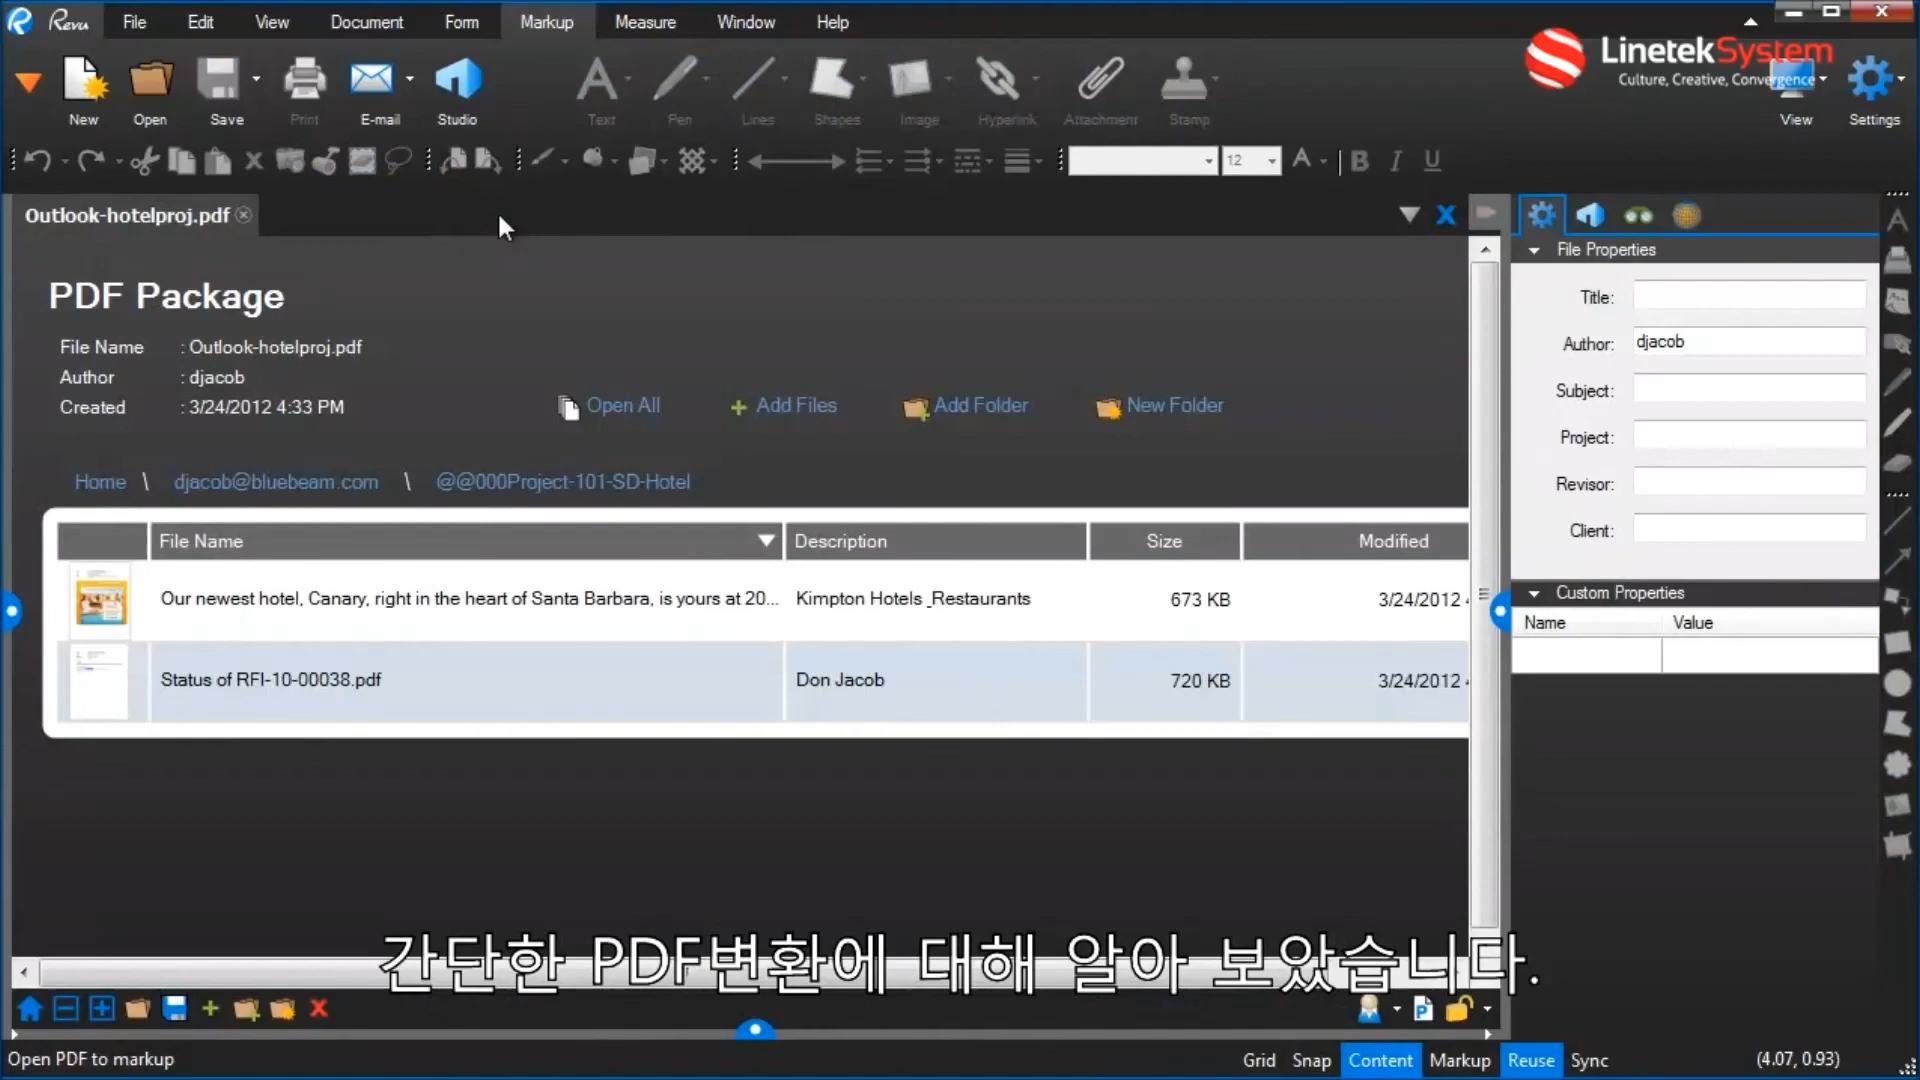 Revu File Edit View Document Form Markup Measure Window Help
LinetekSystem
Culture, Creative, Convergence
New Open Save Print E-mail Studio Text Pen Lines Shapes Image Hyperlink Attachment Stamp View Settings
12 A B I U
Outlook-hotelproj.pdf
PDF Package
File Name : Outlook-hotelproj.pdf
Author : djacob
Created : 3/24/2012 4:33 PM
Open All Add Files Add Folder New Folder
Home \ djacob@bluebeam.com \ @@000Project-101-SD-Hotel
File Name Description Size Modified
Our newest hotel, Canary, right in the heart of Santa Barbara, is yours at 20... Kimpton Hotels _Restaurants 673 KB 3/24/2012
Status of RFI-10-00038.pdf Don Jacob 720 KB 3/24/2012
File Properties
Title:
Author: djacob
Subject:
Project:
Revisor:
Client:
Custom Properties
Name Value
간단한 PDF변환에 대해 알아 보았습니다.
Open PDF to markup
Grid Snap Content Markup Reuse Sync (4.07, 0.93)